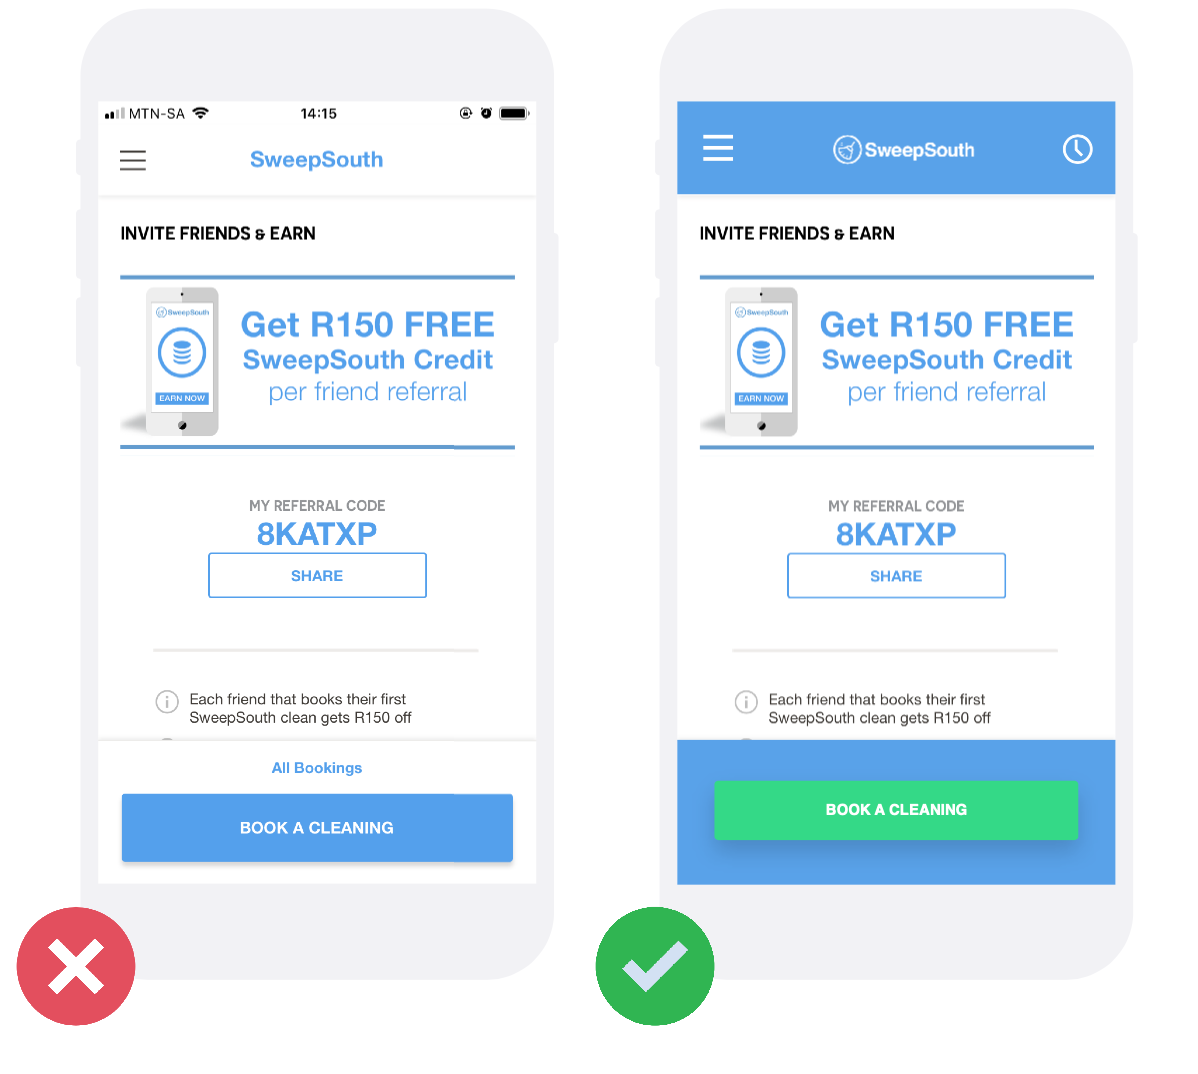 MTN-SA
14:15
SweepSouth
INVITE FRIENDS & EARN
SweepSouth
EARN NOW
Get R150 FREE
SweepSouth Credit
per friend referral
MY REFERRAL CODE
8KATXP
SHARE
Each friend that books their first
SweepSouth clean gets R150 off
All Bookings
BOOK A CLEANING
SweepSouth
INVITE FRIENDS & EARN
SweepSouth
EARN NOW
Get R150 FREE
SweepSouth Credit
per friend referral
MY REFERRAL CODE
8KATXP
SHARE
Each friend that books their first
SweepSouth clean gets R150 off
BOOK A CLEANING